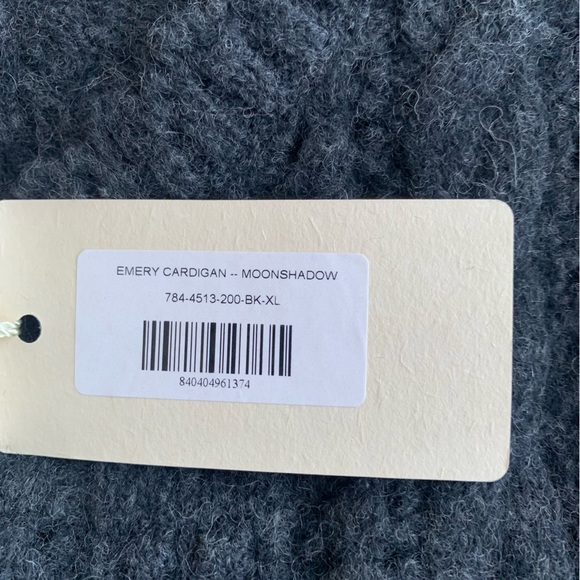 EMERY CARDIGAN -- MOONSHADOW
784-4513-200-BK-XL
840404961374